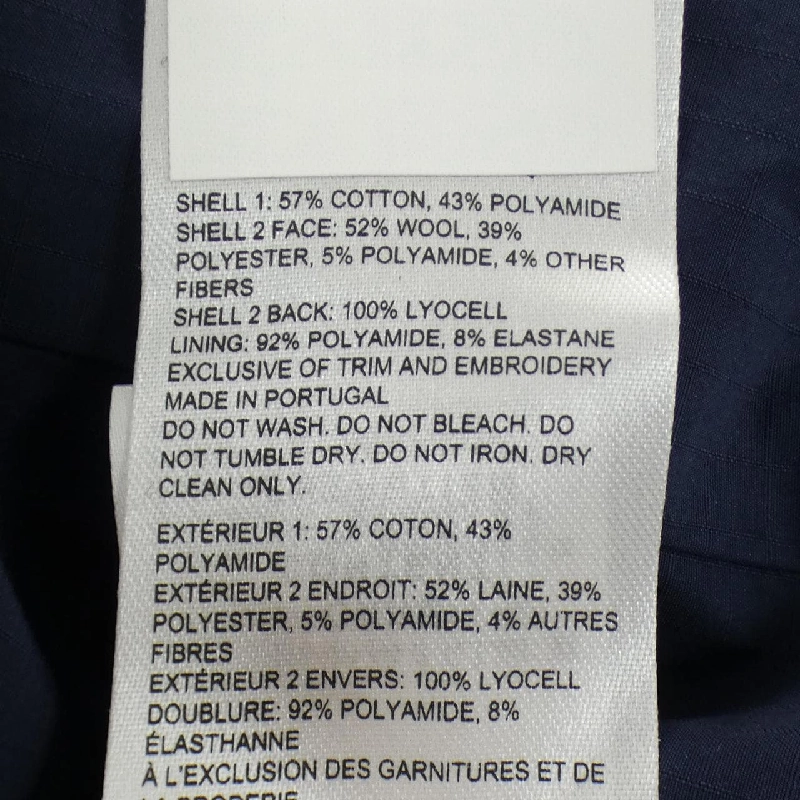 SHELL 1: 57% COTTON, 43% POLYAMIDE
SHELL 2 FACE: 52% WOOL, 39%
POLYESTER, 5% POLYAMIDE, 4% OTHER
FIBERS
SHELL 2 BACK: 100% LYOCELL
LINING: 92% POLYAMIDE, 8% ELASTANE
EXCLUSIVE OF TRIM AND EMBROIDERY
MADE IN PORTUGAL
DO NOT WASH. DO NOT BLEACH. DO
NOT TUMBLE DRY. DO NOT IRON. DRY
CLEAN ONLY.
EXTÉRIEUR 1: 57% COTON, 43%
POLYAMIDE
EXTÉRIEUR 2 ENDROIT: 52% LAINE, 39%
POLYESTER, 5% POLYAMIDE, 4% AUTRES
FIBRES
EXTÉRIEUR 2 ENVERS: 100% LYOCELL
DOUBLURE: 92% POLYAMIDE, 8%
ÉLASTHANNE
À L'EXCLUSION DES GARNITURES ET DE
LA BRODERIE